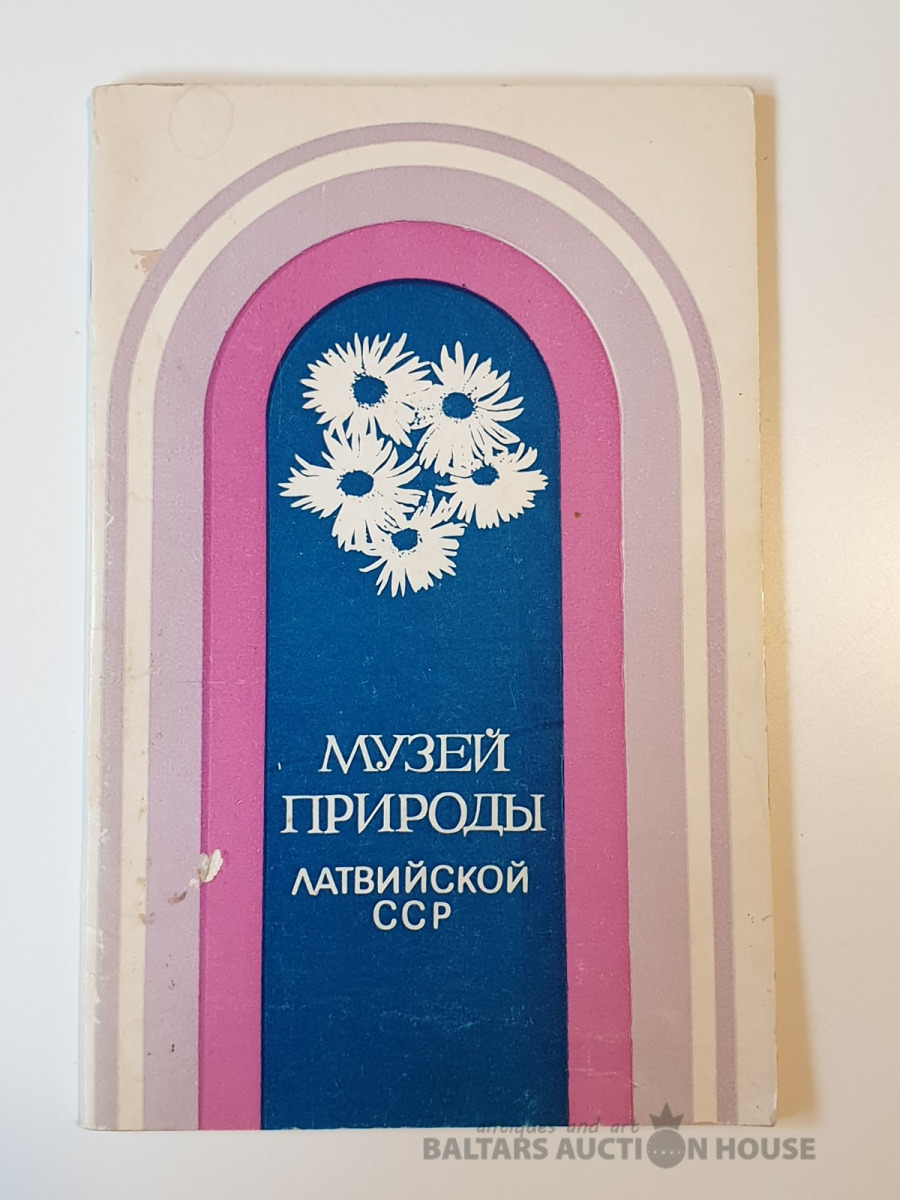 МУЗЕЙ
ПРИРОДЫ
ЛАТВИЙСКОЙ
ССР
antiques and art
BALTARS AUCTION HOUSE